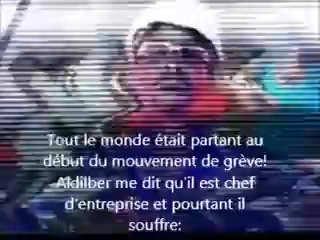 Tout le monde était partant au
début du mouvement de grève!
Aldilber me dit qu'il est chef
d'entreprise et pourtant il
souffre: